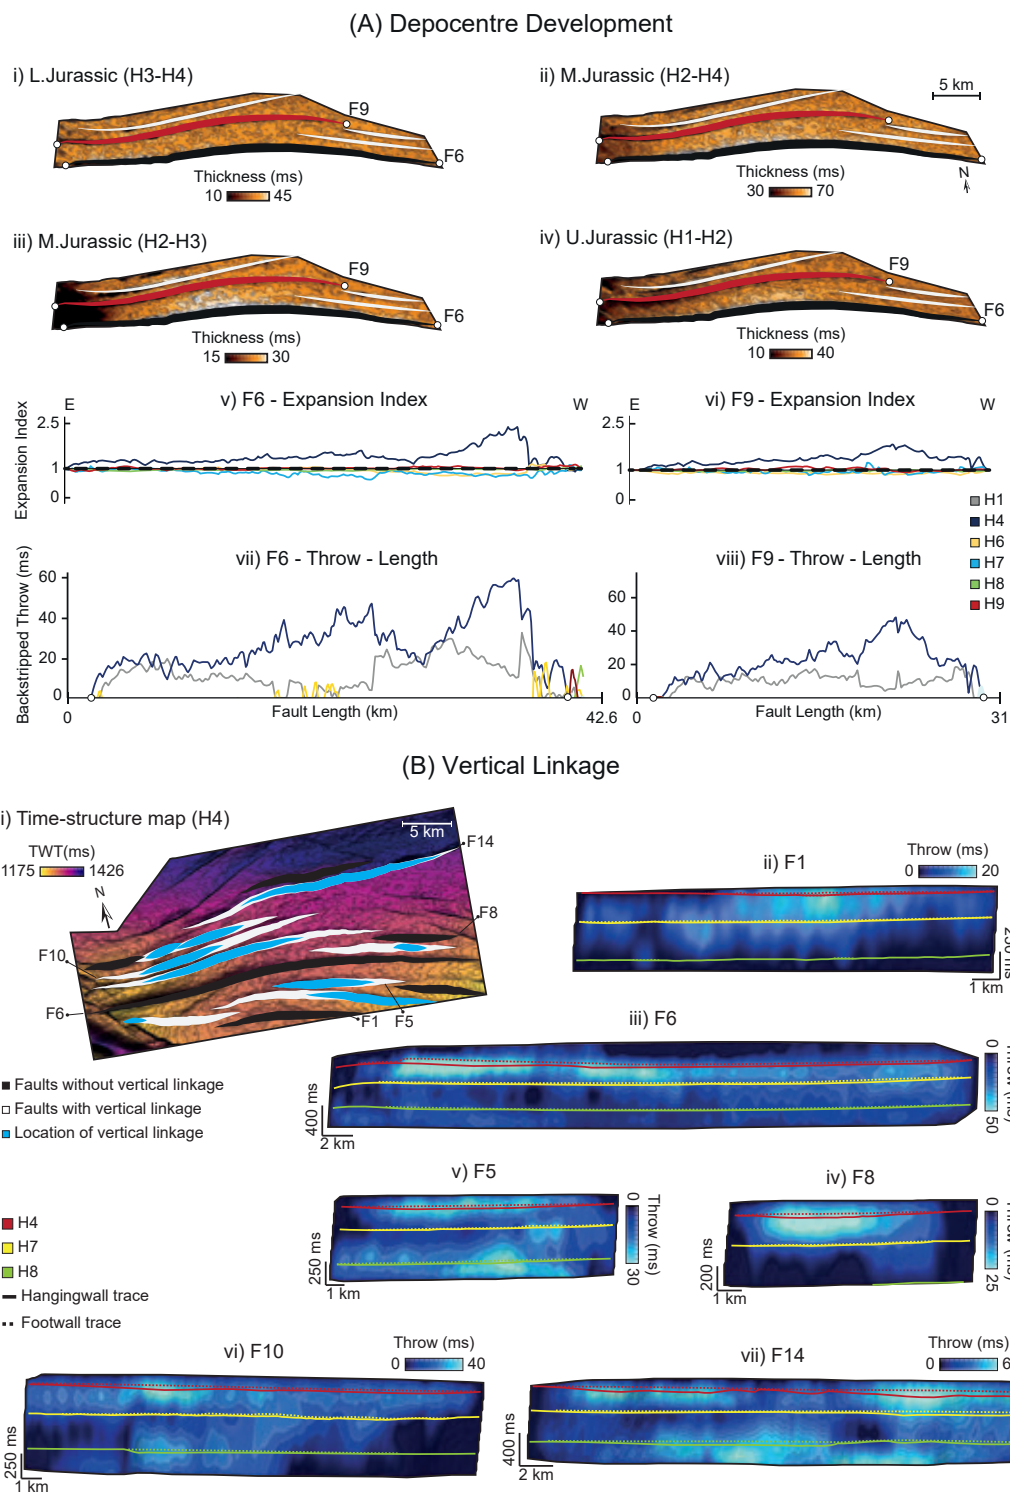 (A) Depocentre Development
i) L.Jurassic (H3-H4)
F9
F6
Thickness (ms)
10 45
ii) M.Jurassic (H2-H4)
5 km
Thickness (ms)
30 70
N
iii) M.Jurassic (H2-H3)
F9
F6
Thickness (ms)
15 30
iv) U.Jurassic (H1-H2)
F9
F6
Thickness (ms)
10 40
v) F6 - Expansion Index
E W
Expansion Index
2.5
1
0
vi) F9 - Expansion Index
E W
2.5
1
0
H1
H4
H6
H7
H8
H9
vii) F6 - Throw - Length
Backstripped Throw (ms)
60
40
20
0
0 Fault Length (km) 42.6
viii) F9 - Throw - Length
60
40
20
0
0 Fault Length (km) 31
(B) Vertical Linkage
i) Time-structure map (H4)
TWT(ms)
1175 1426
N
5 km
F14
F8
F10
F6
F1 F5
Faults without vertical linkage
Faults with vertical linkage
Location of vertical linkage
H4
H7
H8
Hangingwall trace
Footwall trace
ii) F1
Throw (ms)
0 20
1 km
iii) F6
0
50
400 ms
2 km
v) F5
0
Throw (ms)
30
250 ms
1 km
iv) F8
0
25
200 ms
1 km
vi) F10
Throw (ms)
0 40
250 ms
1 km
vii) F14
Throw (ms)
0
400 ms
2 km